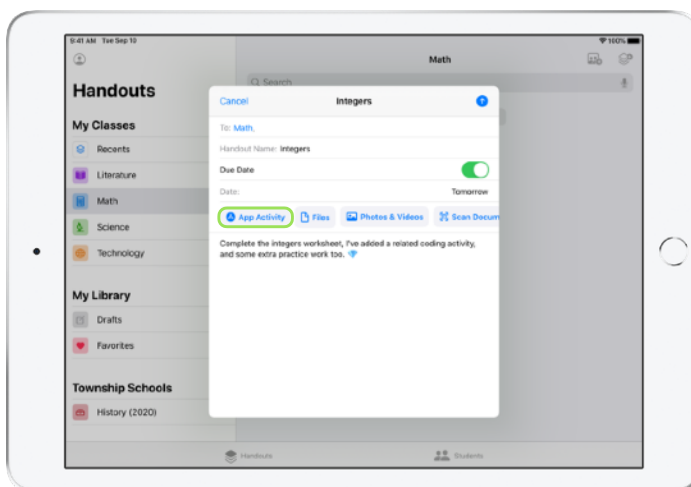 9:41 AM Tue Sep 10
100%
Math
Handouts
Search
My Classes
Recents
Literature
Math
Science
Technology
My Library
Drafts
Favorites
Township Schools
History (2020)
Cancel
Integers
To: Math,
Handout Name: Integers
Due Date
Date: Tomorrow
App Activity Files Photos & Videos Scan Docum
Complete the integers worksheet, I've added a related coding activity,
and some extra practice work too. 💎
Handouts
Students